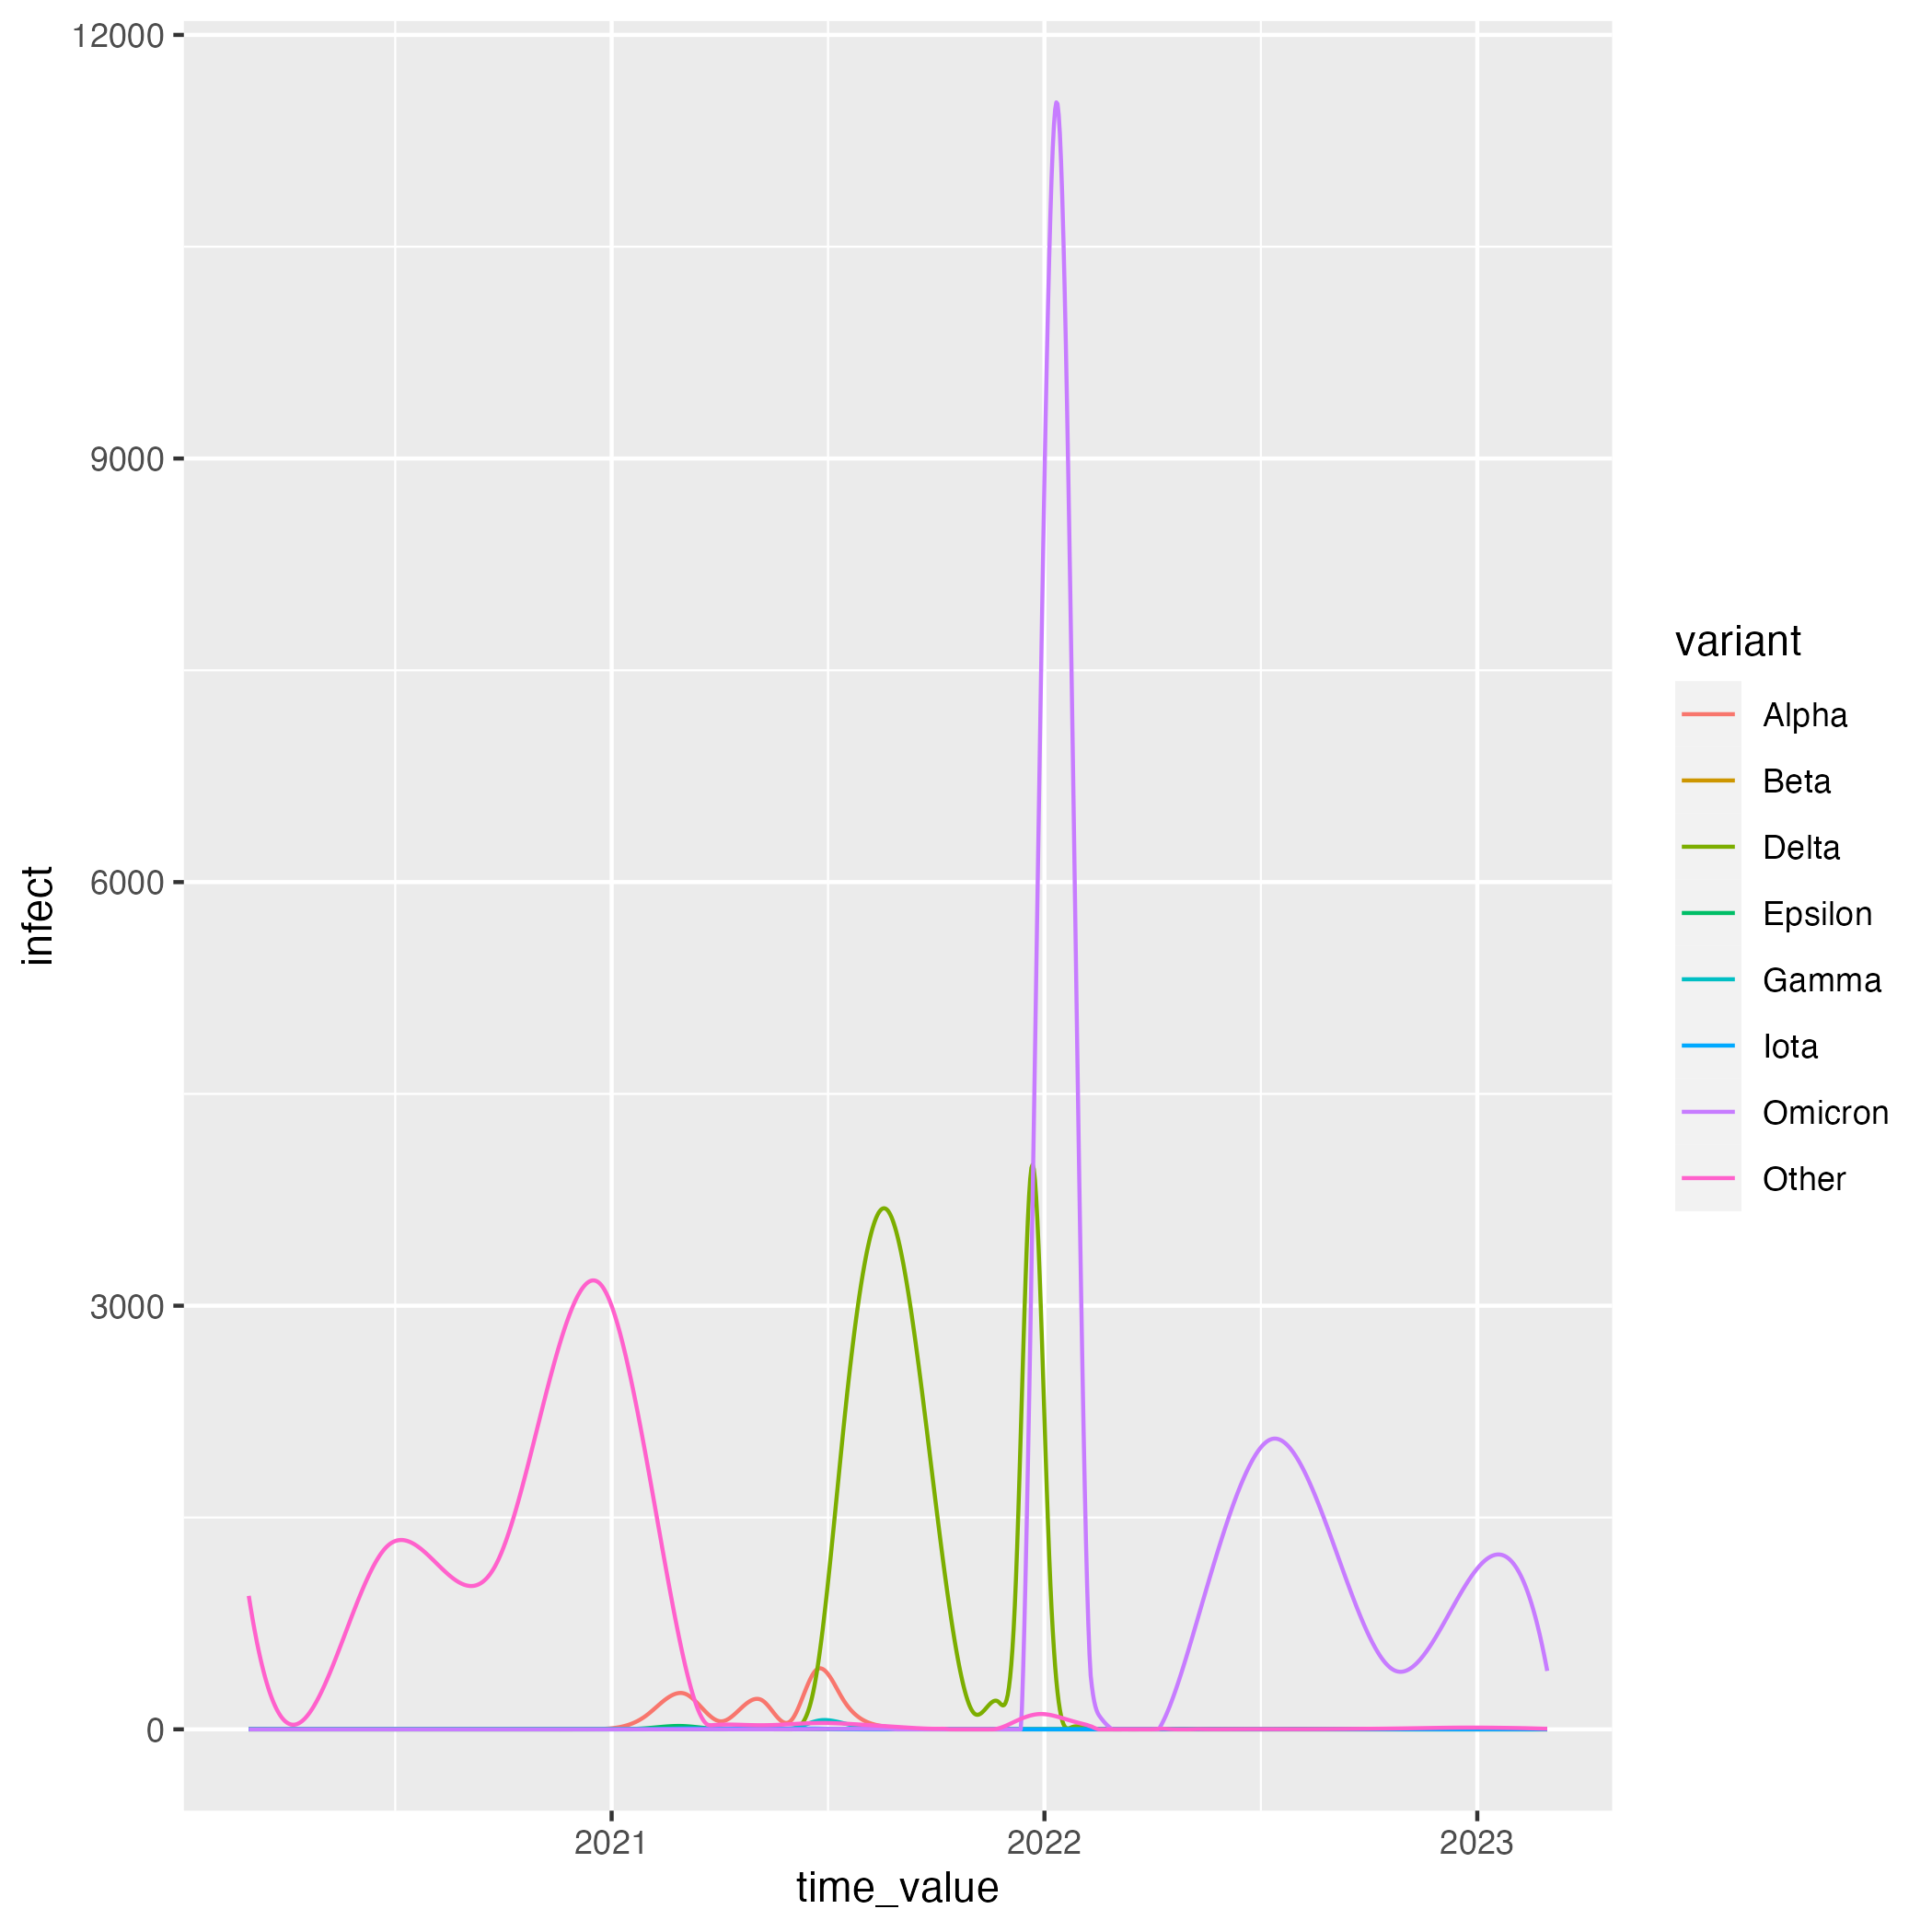 12000
9000
6000
3000
0
infect
2021
2022
2023
time_value
variant
Alpha
Beta
Delta
Epsilon
Gamma
Iota
Omicron
Other